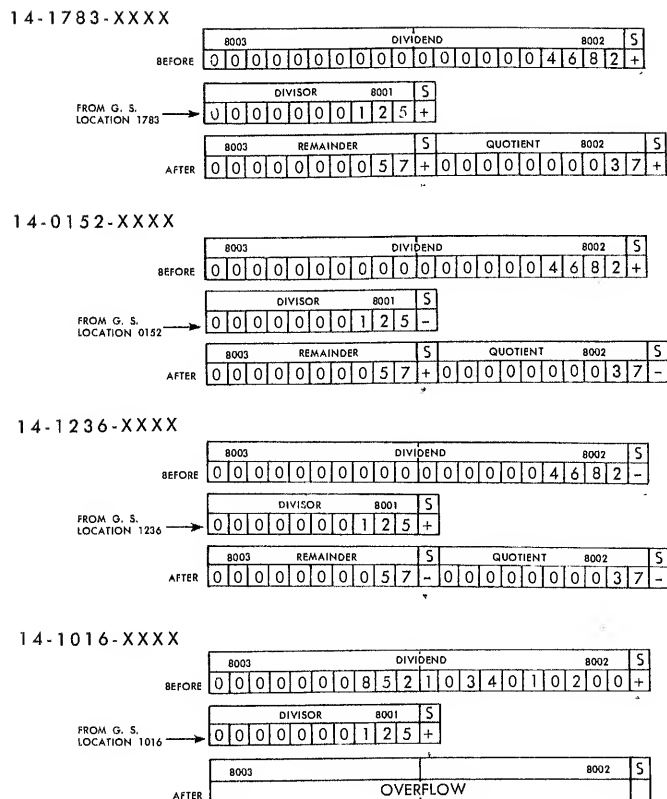 14-1783-XXXX
8003 DIVIDEND 8002 S
BEFORE 0 0 0 0 0 0 0 0 0 0 0 0 0 0 0 0 4 6 8 2 +
DIVISOR 8001 S
FROM G. S.
LOCATION 1783 0 0 0 0 0 0 0 1 2 5 +
8003 REMAINDER S QUOTIENT 8002 S
AFTER 0 0 0 0 0 0 0 0 5 7 + 0 0 0 0 0 0 0 0 3 7 +
14-0152-XXXX
8003 DIVIDEND 8002 S
BEFORE 0 0 0 0 0 0 0 0 0 0 0 0 0 0 0 0 4 6 8 2 +
DIVISOR 8001 S
FROM G. S.
LOCATION 0152 0 0 0 0 0 0 0 1 2 5 -
8003 REMAINDER S QUOTIENT 8002 S
AFTER 0 0 0 0 0 0 0 0 5 7 + 0 0 0 0 0 0 0 0 3 7 -
14-1236-XXXX
8003 DIVIDEND 8002 S
BEFORE 0 0 0 0 0 0 0 0 0 0 0 0 0 0 0 0 4 6 8 2 -
DIVISOR 8001 S
FROM G. S.
LOCATION 1236 0 0 0 0 0 0 0 1 2 5 +
8003 REMAINDER S QUOTIENT 8002 S
AFTER 0 0 0 0 0 0 0 0 5 7 - 0 0 0 0 0 0 0 0 3 7 -
14-1016-XXXX
8003 DIVIDEND 8002 S
BEFORE 0 0 0 0 0 0 0 8 5 2 1 0 3 4 0 1 0 2 0 0 +
DIVISOR 8001 S
FROM G. S.
LOCATION 1016 0 0 0 0 0 0 0 1 2 5 +
8003 8002 S
AFTER OVERFLOW